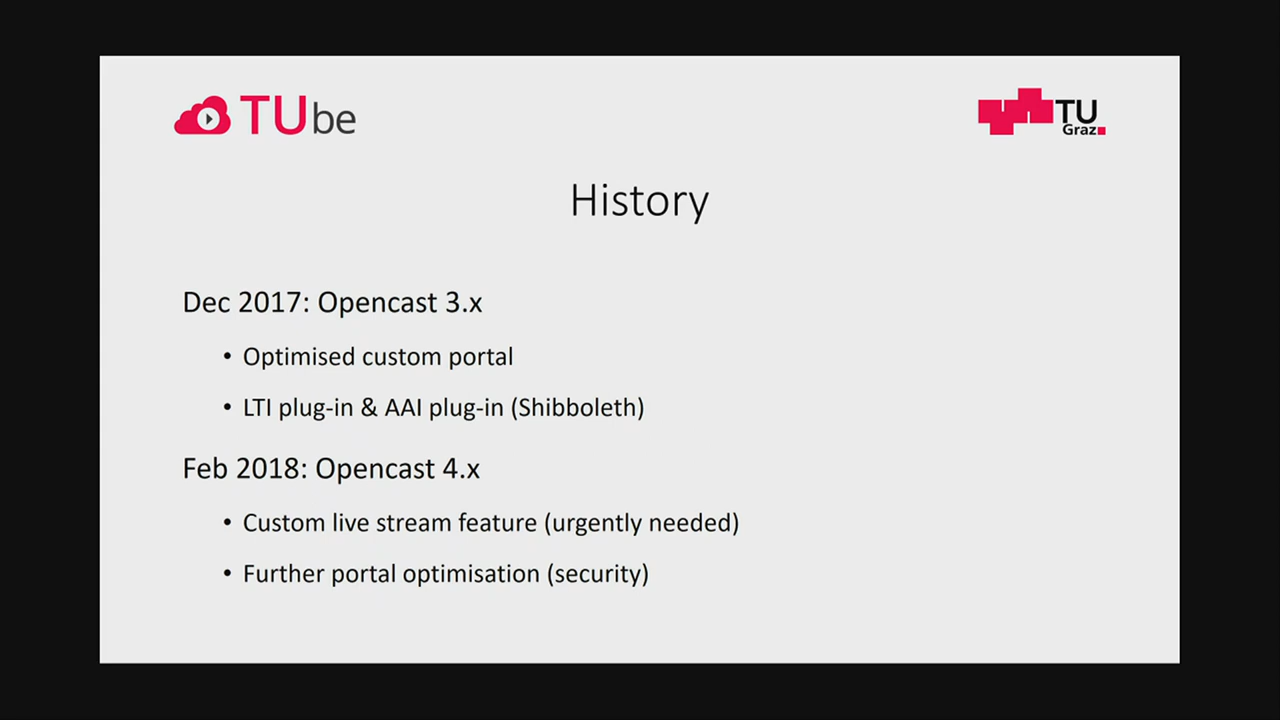 TUbe
TU
Graz
History
Dec 2017: Opencast 3.x
• Optimised custom portal
• LTI plug-in & AAI plug-in (Shibboleth)
Feb 2018: Opencast 4.x
• Custom live stream feature (urgently needed)
• Further portal optimisation (security)